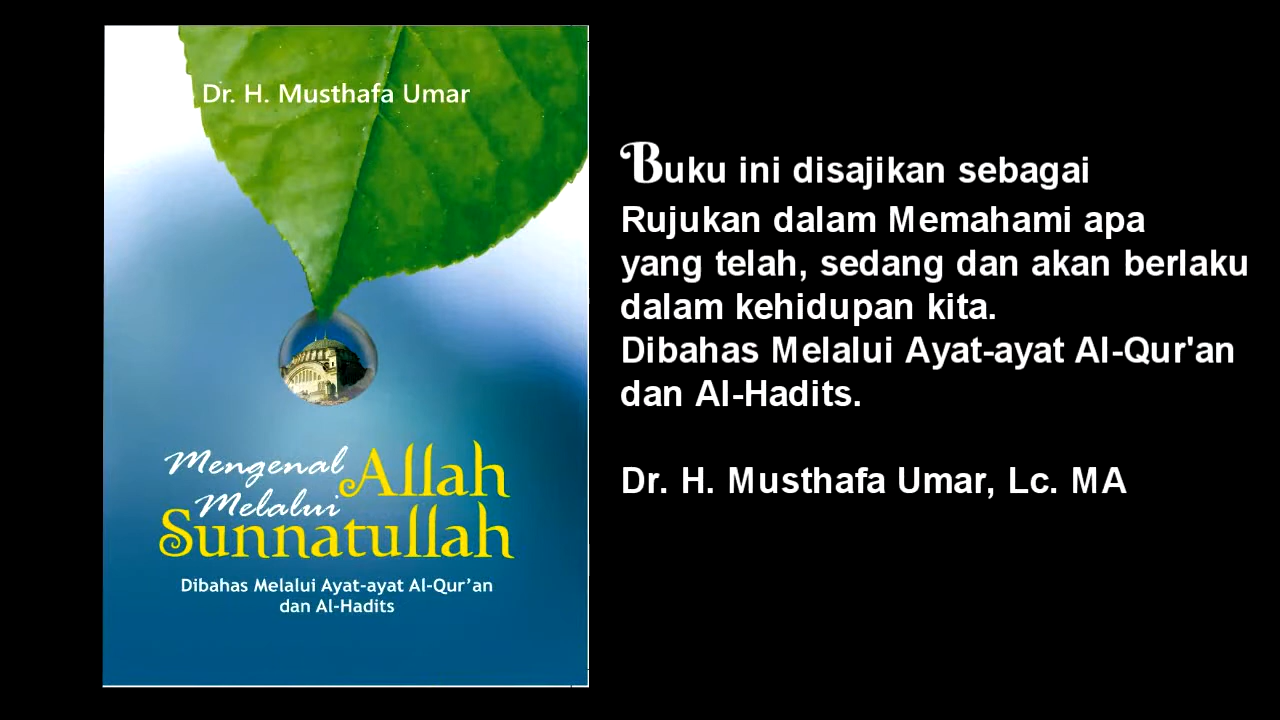 Dr. H. Musthafa Umar
Mengenal Allah
Melalui
Sunnatullah
Dibahas Melalui Ayat-ayat Al-Qur’an
dan Al-Hadits
Buku ini disajikan sebagai
Rujukan dalam Memahami apa
yang telah, sedang dan akan berlaku
dalam kehidupan kita.
Dibahas Melalui Ayat-ayat Al-Qur'an
dan Al-Hadits.
Dr. H. Musthafa Umar, Lc. MA